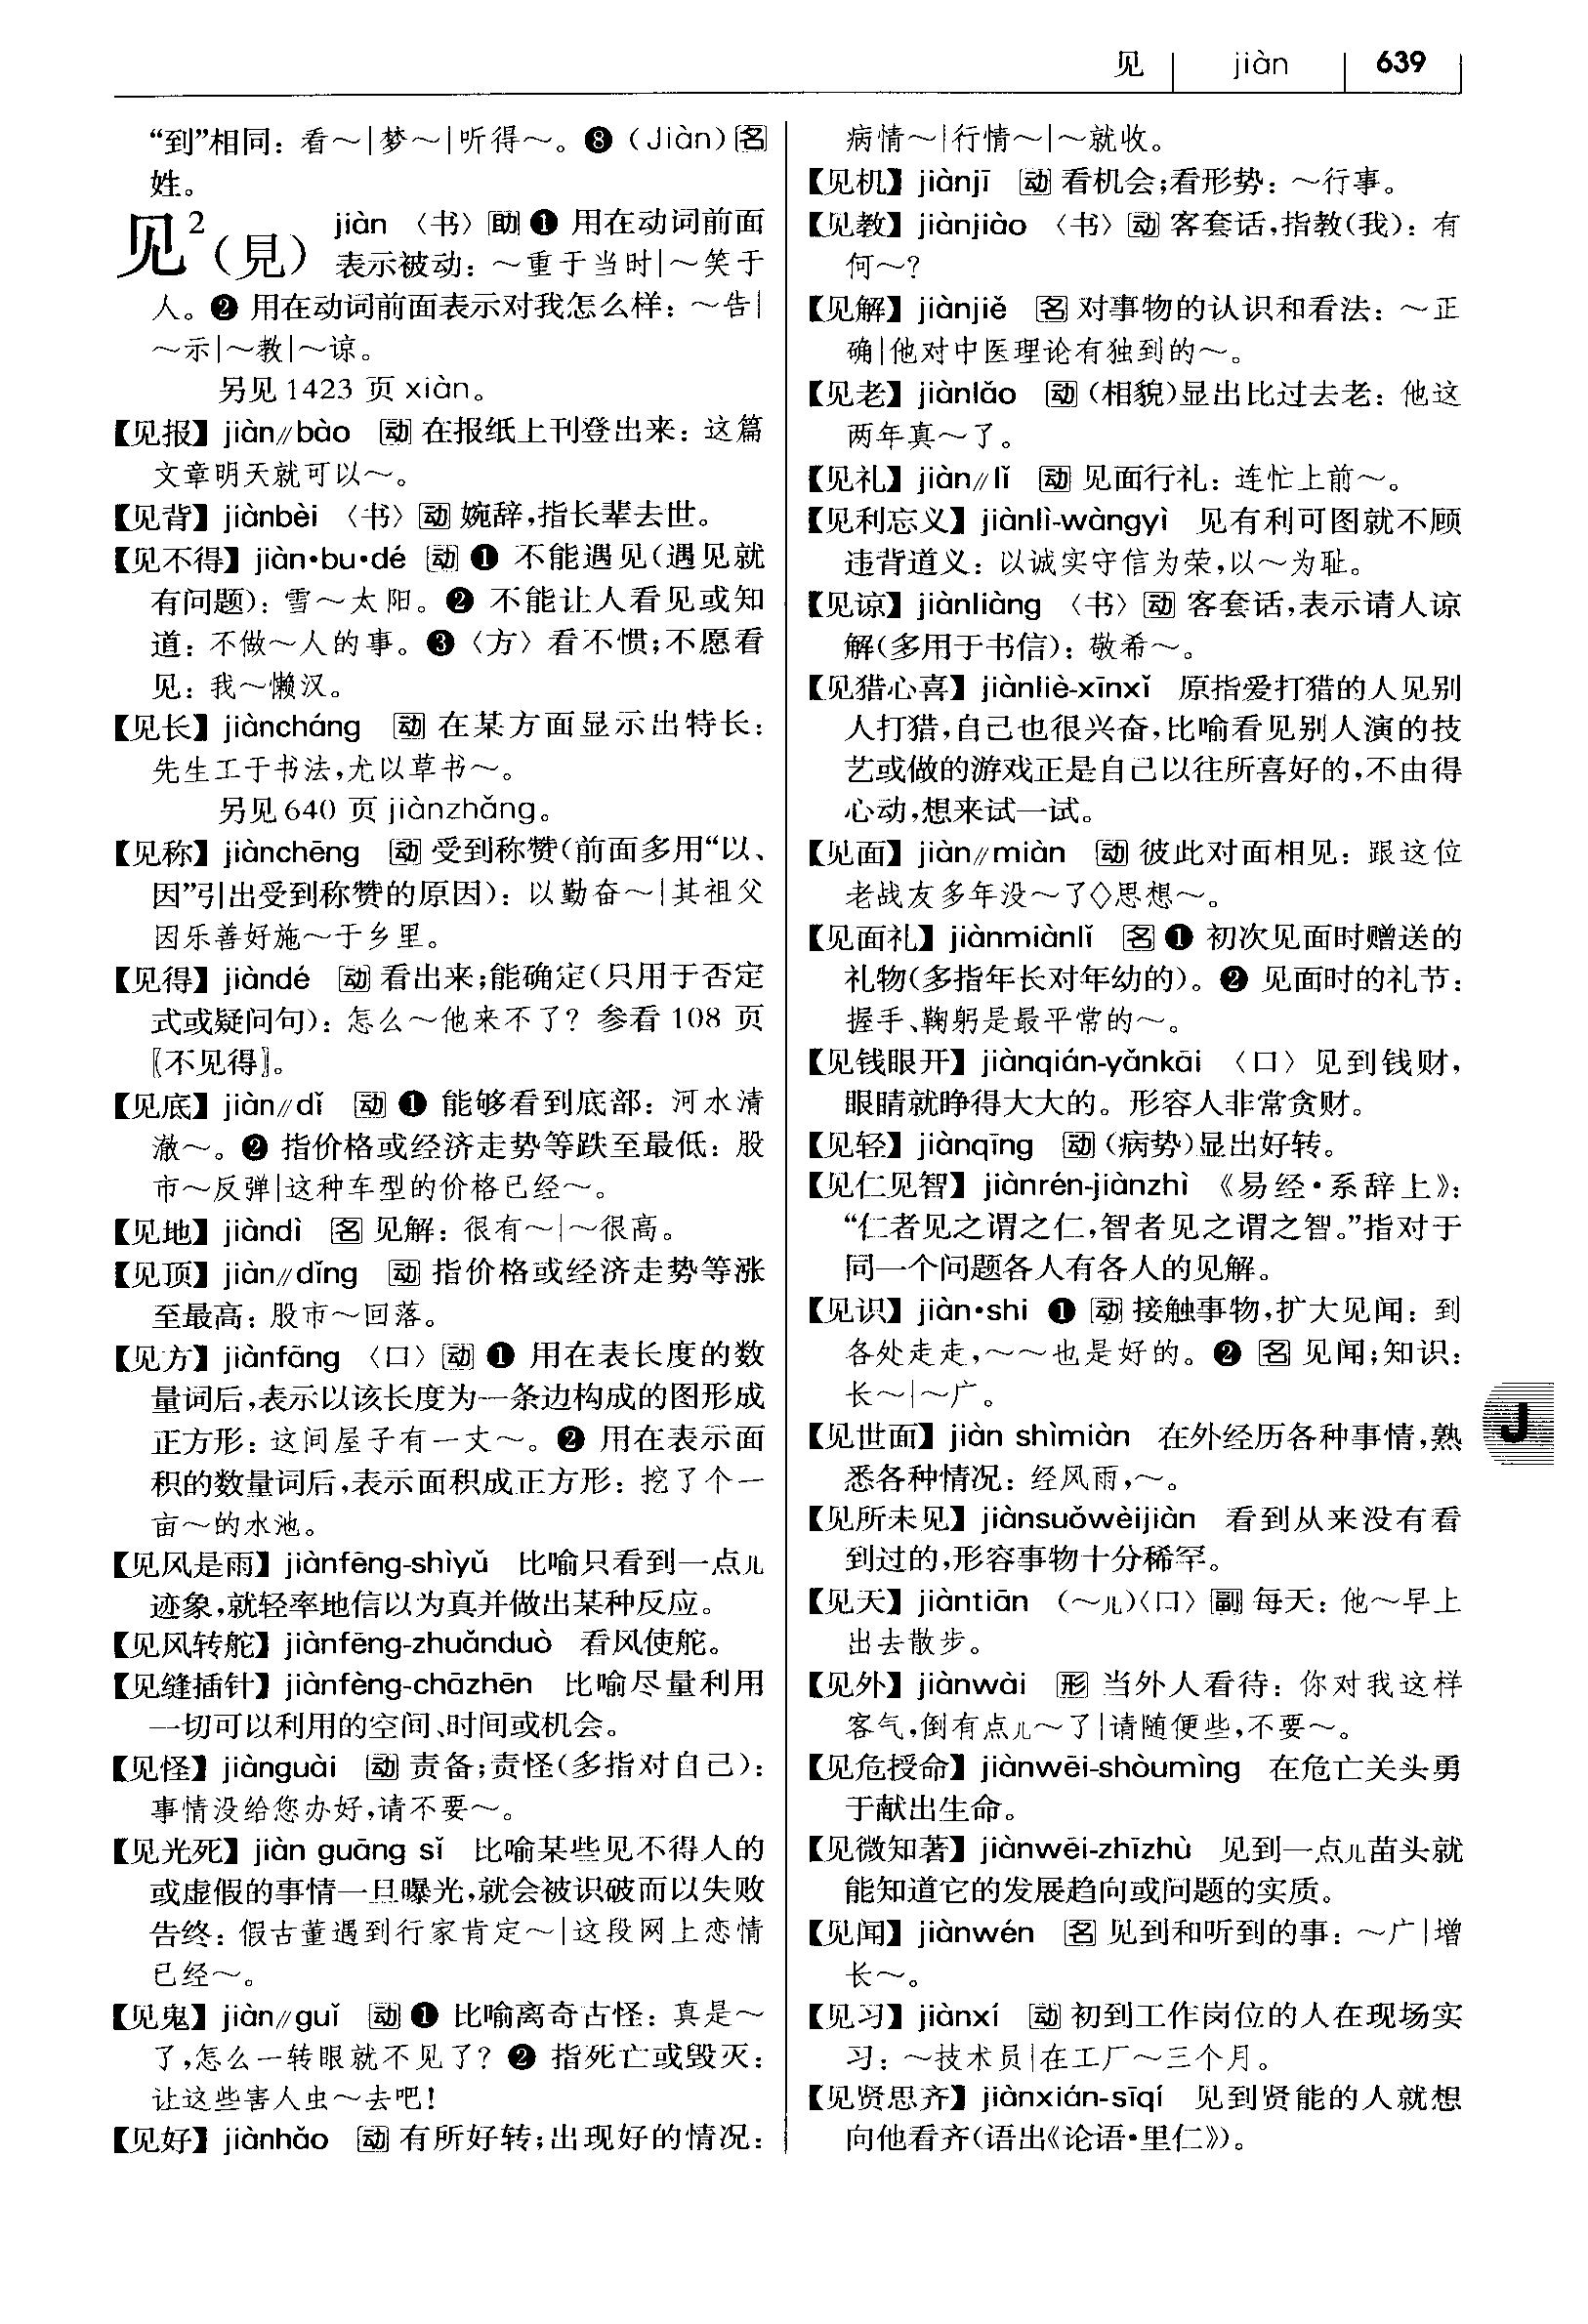 见 jiàn 639
“到”相同：看～|梦～|听得～。❽（Jiàn）名
姓。
见²（見） jiàn 〈书〉助❶ 用在动词前面
表示被动：～重于当时|～笑于
人。❷ 用在动词前面表示对我怎么样：～告|
～示|～教|～谅。
另见1423 页 xiàn。
【见报】jiàn∥bào 动 在报纸上刊登出来：这篇
文章明天就可以～。
【见背】jiànbèi 〈书〉动 婉辞，指长辈去世。
【见不得】jiàn•bu•dé 动❶ 不能遇见（遇见就
有问题）：雪～太阳。❷ 不能让人看见或知
道：不做～人的事。❸〈方〉看不惯；不愿看
见：我～懒汉。
【见长】jiàncháng 动 在某方面显示出特长：
先生工于书法，尤以草书～。
另见640 页 jiànzhǎng。
【见称】jiànchēng 动 受到称赞（前面多用“以、
因”引出受到称赞的原因）：以勤奋～|其祖父
因乐善好施～于乡里。
【见得】jiàndé 动 看出来；能确定（只用于否定
式或疑问句）：怎么～他来不了？参看108 页
〖不见得〗。
【见底】jiàn∥dǐ 动❶ 能够看到底部：河水清
澈～。❷ 指价格或经济走势等跌至最低：股
市～反弹|这种车型的价格已经～。
【见地】jiàndì 名 见解：很有～|～很高。
【见顶】jiàn∥dǐng 动 指价格或经济走势等涨
至最高：股市～回落。
【见方】jiànfāng 〈口〉动❶ 用在表长度的数
量词后，表示以该长度为一条边构成的图形成
正方形：这间屋子有一丈～。❷ 用在表示面
积的数量词后，表示面积成正方形：挖了个一
亩～的水池。
【见风是雨】jiànfēng-shìyǔ 比喻只看到一点儿
迹象，就轻率地信以为真并做出某种反应。
【见风转舵】jiànfēng-zhuǎnduò 看风使舵。
【见缝插针】jiànfèng-chāzhēn 比喻尽量利用
一切可以利用的空间、时间或机会。
【见怪】jiànguài 动 责备；责怪（多指对自己）：
事情没给您办好，请不要～。
【见光死】jiàn guāng sǐ 比喻某些见不得人的
或虚假的事情一旦曝光，就会被识破而以失败
告终：假古董遇到行家肯定～|这段网上恋情
已经～。
【见鬼】jiàn∥guǐ 动❶ 比喻离奇古怪：真是～
了，怎么一转眼就不见了？❷ 指死亡或毁灭：
让这些害人虫～去吧！
【见好】jiànhǎo 动 有所好转；出现好的情况：
病情～|行情～|～就收。
【见机】jiànjī 动 看机会；看形势：～行事。
【见教】jiànjiào 〈书〉动 客套话，指教（我）：有
何～？
【见解】jiànjiě 名 对事物的认识和看法：～正
确|他对中医理论有独到的～。
【见老】jiànlǎo 动（相貌）显出比过去老：他这
两年真～了。
【见礼】jiàn∥lǐ 动 见面行礼：连忙上前～。
【见利忘义】jiànlì-wàngyì 见有利可图就不顾
违背道义：以诚实守信为荣，以～为耻。
【见谅】jiànliàng 〈书〉动 客套话，表示请人谅
解（多用于书信）：敬希～。
【见猎心喜】jiànliè-xīnxǐ 原指爱打猎的人见别
人打猎，自己也很兴奋，比喻看见别人演的技
艺或做的游戏正是自己以往所喜好的，不由得
心动，想来试一试。
【见面】jiàn∥miàn 动 彼此对面相见：跟这位
老战友多年没～了◇思想～。
【见面礼】jiànmiànlǐ 名❶ 初次见面时赠送的
礼物（多指年长对年幼的）。❷ 见面时的礼节：
握手、鞠躬是最平常的～。
【见钱眼开】jiànqián-yǎnkāi 〈口〉见到钱财，
眼睛就睁得大大的。形容人非常贪财。
【见轻】jiànqīng 动（病势）显出好转。
【见仁见智】jiànrén-jiànzhì 《易经•系辞上》：
“仁者见之谓之仁，智者见之谓之智。”指对于
同一个问题各人有各人的见解。
【见识】jiàn•shi ❶ 动 接触事物，扩大见闻：到
各处走走，～～也是好的。❷ 名 见闻；知识：
长～|～广。
【见世面】jiàn shìmiàn 在外经历各种事情，熟
悉各种情况：经风雨，～。
【见所未见】jiànsuǒwèijiàn 看到从来没有看
到过的，形容事物十分稀罕。
【见天】jiàntiān （～儿）〈口〉副 每天：他～早上
出去散步。
【见外】jiànwài 形 当外人看待：你对我这样
客气，倒有点儿～了|请随便些，不要～。
【见危授命】jiànwēi-shòumìng 在危亡关头勇
于献出生命。
【见微知著】jiànwēi-zhīzhù 见到一点儿苗头就
能知道它的发展趋向或问题的实质。
【见闻】jiànwén 名 见到和听到的事：～广|增
长～。
【见习】jiànxí 动 初到工作岗位的人在现场实
习：～技术员|在工厂～三个月。
【见贤思齐】jiànxián-sīqí 见到贤能的人就想
向他看齐（语出《论语•里仁》）。
J